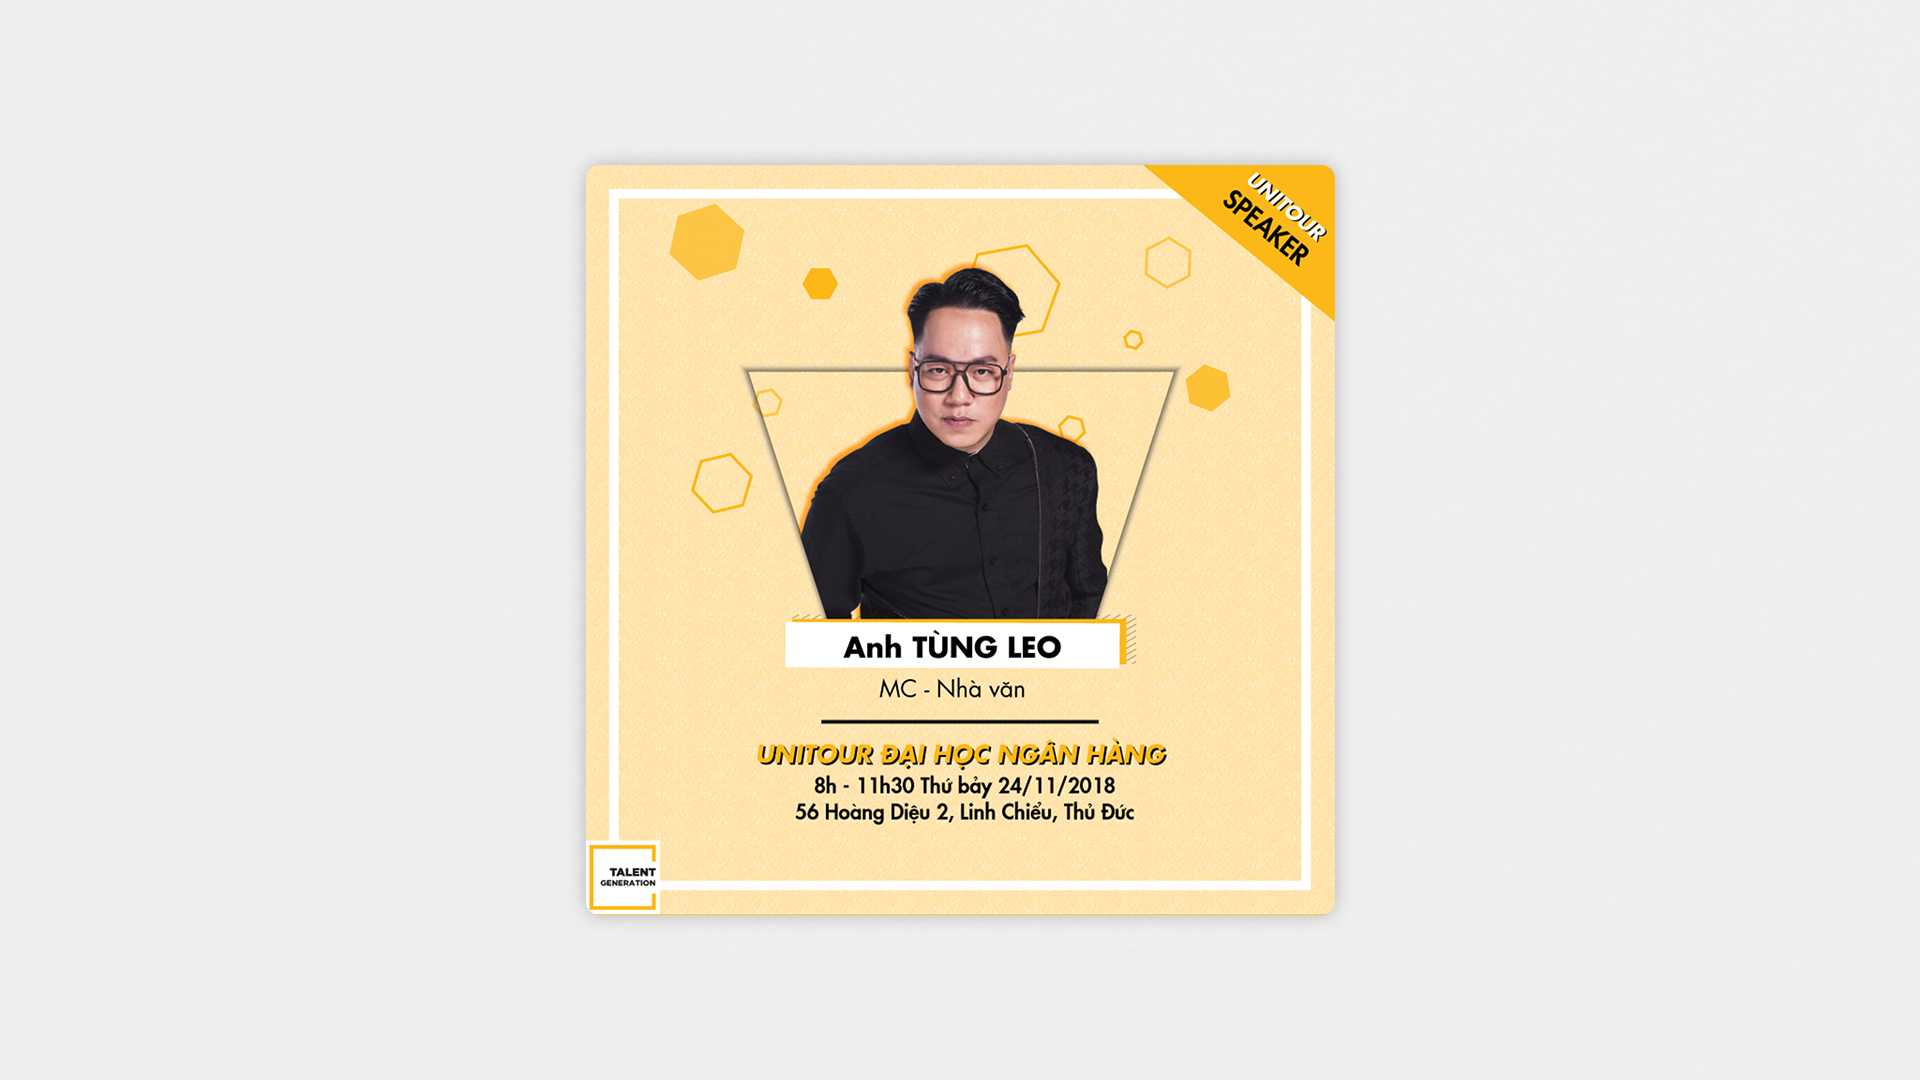 UNITOUR
SPEAKER
Anh TÙNG LEO
MC - Nhà văn
UNITOUR ĐẠI HỌC NGÂN HÀNG
8h - 11h30 Thứ bảy 24/11/2018
56 Hoàng Diệu 2, Linh Chiểu, Thủ Đức
TALENT
GENERATION